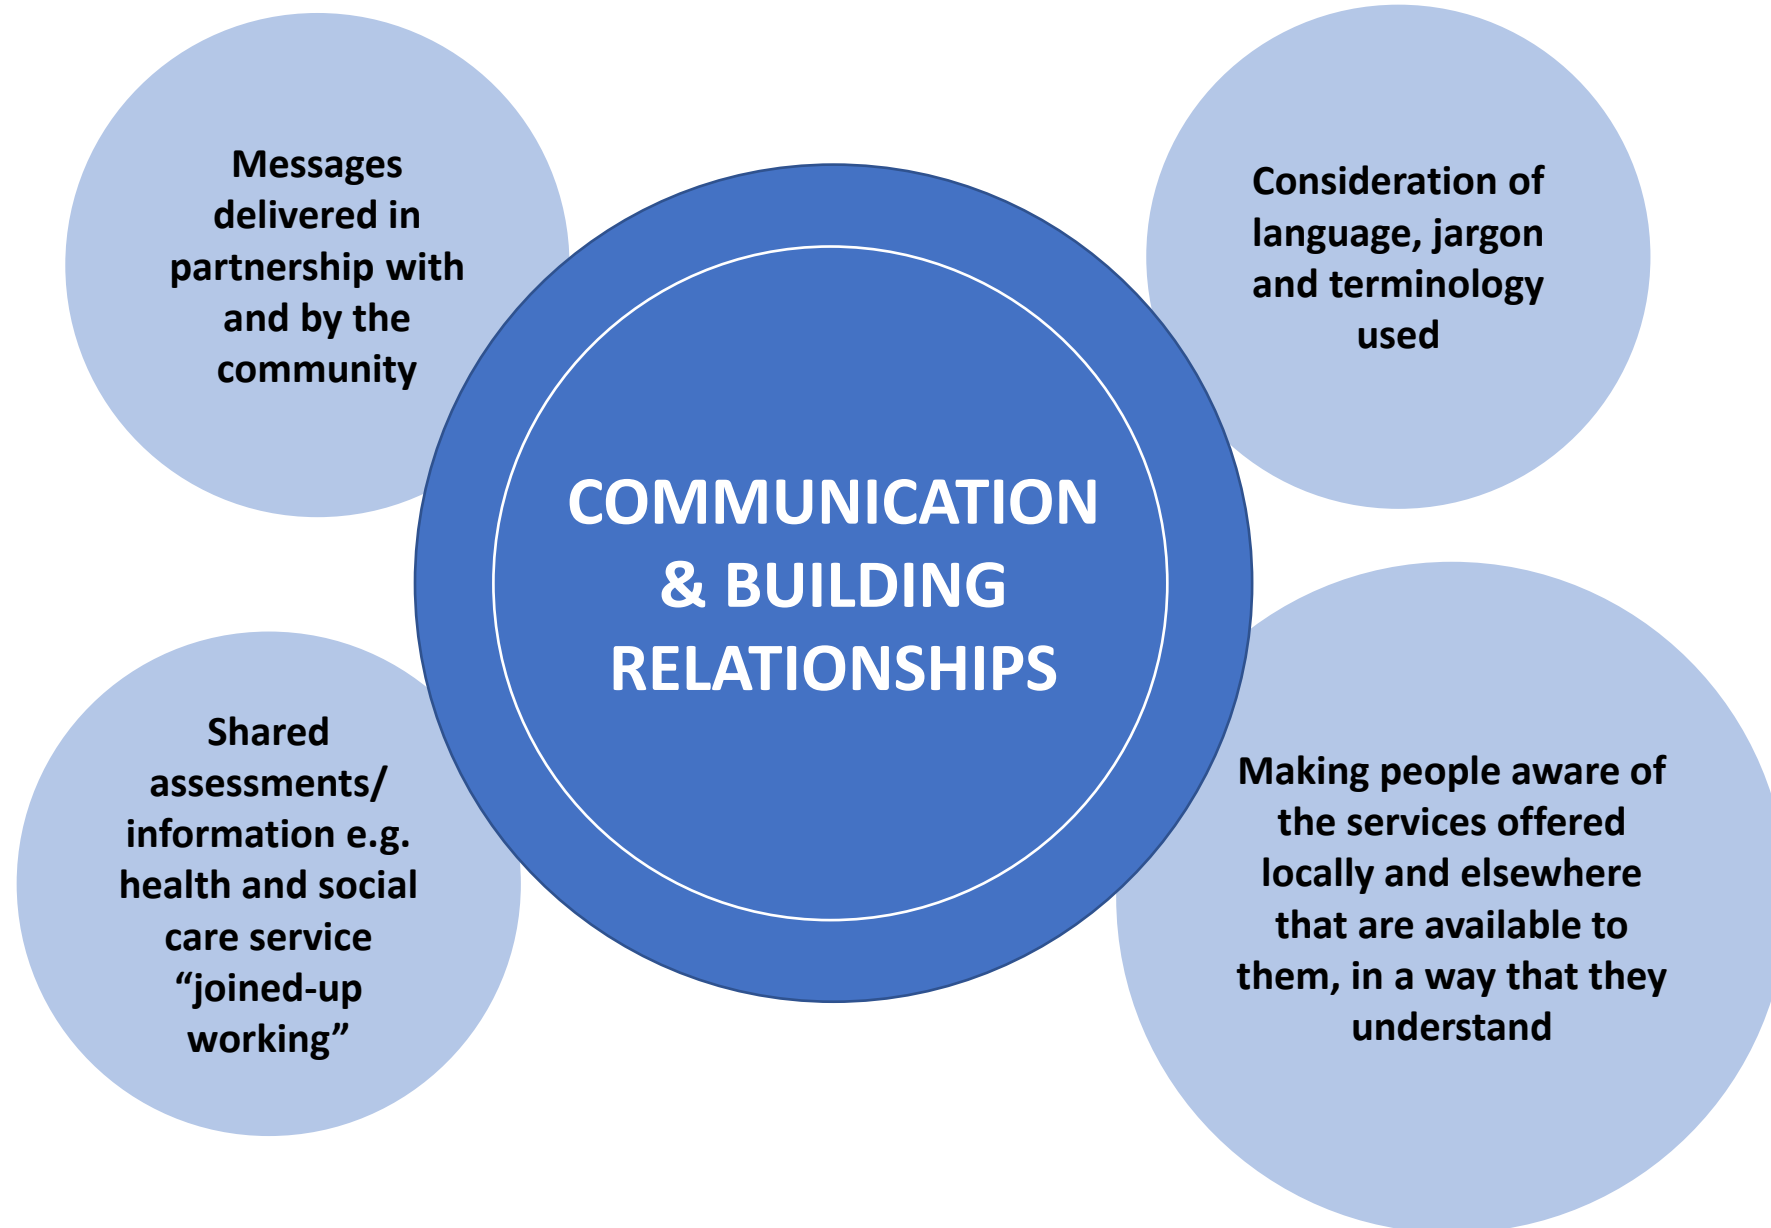 Messages
delivered in
partnership with
and by the
community
Consideration of
language, jargon
and terminology
used
COMMUNICATION
& BUILDING
RELATIONSHIPS
Shared
assessments/
information e.g.
health and social
care service
“joined-up
working”
Making people aware of
the services offered
locally and elsewhere
that are available to
them, in a way that they
understand